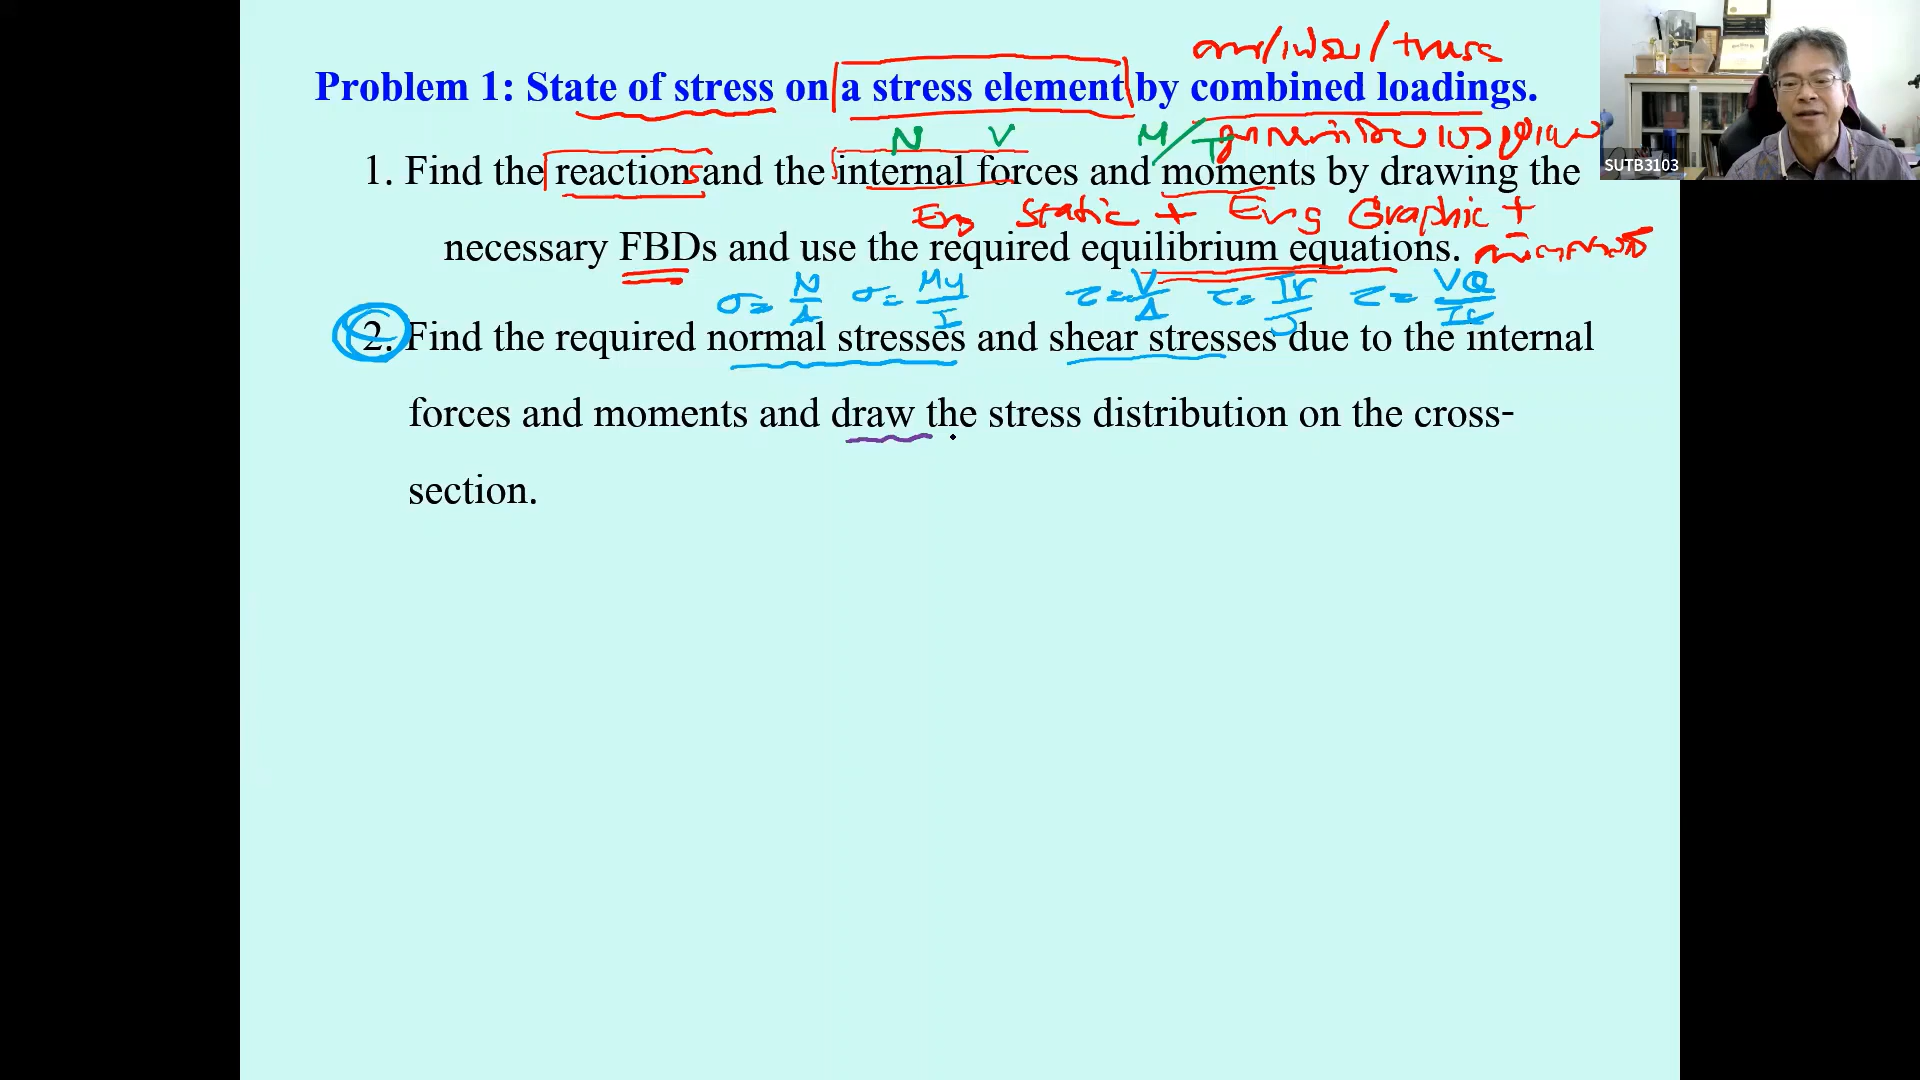 / truss
Problem 1: State of stress on a stress element by combined loadings.
N V M / T
1. Find the reactions and the internal forces and moments by drawing the
Eng Static + Eng Graphic +
necessary FBDs and use the required equilibrium equations.
σ = N/A σ = My/I τ = V/A τ = Tr/J τ = VQ/It
2. Find the required normal stresses and shear stresses due to the internal
forces and moments and draw the stress distribution on the cross-
section.
SUTB3103